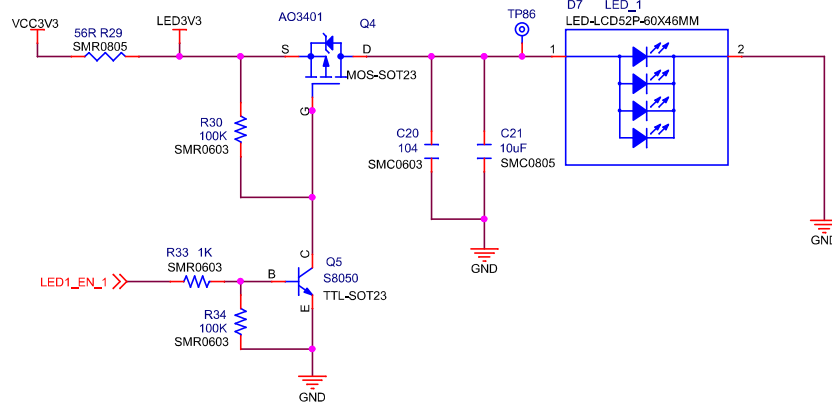 VCC3V3
56R R29
SMR0805
LED3V3
AO3401
Q4
S
D
MOS-SOT23
G
TP86
D7
LED_1
LED-LCD52P-60X46MM
1
2
R30
100K
SMR0603
C20
104
SMC0603
C21
10uF
SMC0805
GND
GND
R33 1K
SMR0603
LED1_EN_1
B
C
Q5
S8050
TTL-SOT23
E
R34
100K
SMR0603
GND